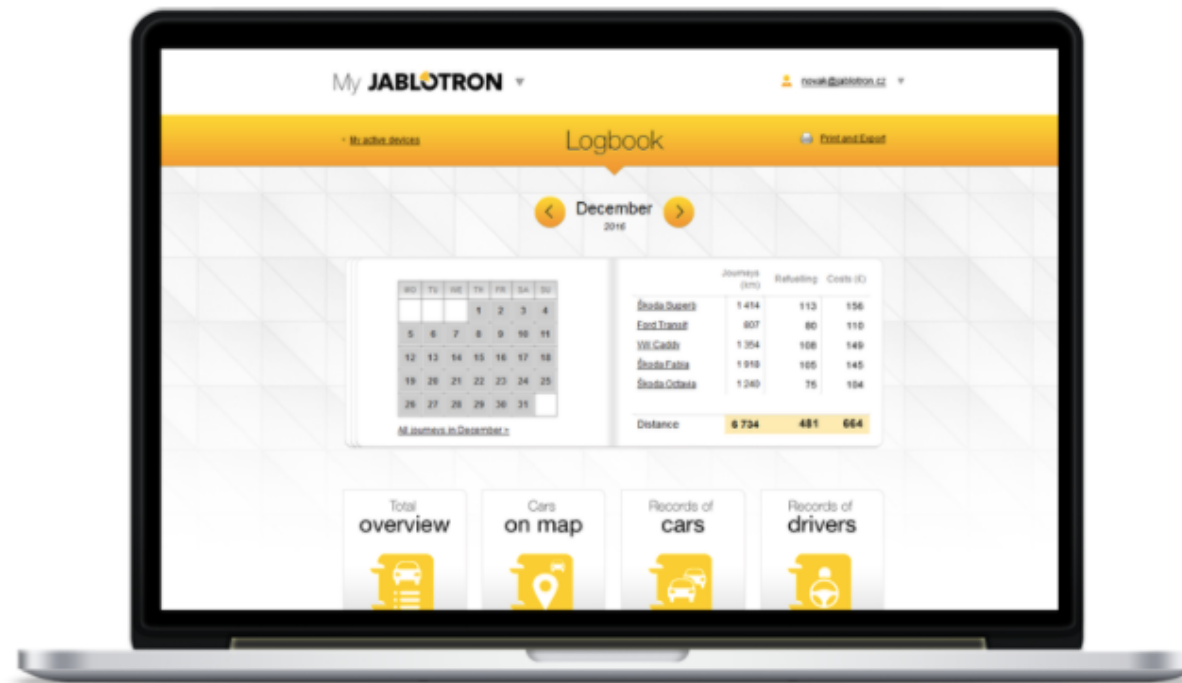 My JABLOTRON
novak@jablotron.cz
My active devices
Logbook
Print and Export
December
2016
MO TU WE TH FR SA SU
1 2 3 4
5 6 7 8 9 10 11
12 13 14 15 16 17 18
19 20 21 22 23 24 25
26 27 28 29 30 31
All journeys in December >
Journeys (km) Refuelling Costs (€)
Škoda Superb 1 414 113 156
Ford Transit 807 80 110
VW Caddy 1 354 108 149
Škoda Fabia 1 918 105 145
Škoda Octavia 1 240 75 104
Distance 6 734 481 664
Total
overview
Cars
on map
Records of
cars
Records of
drivers